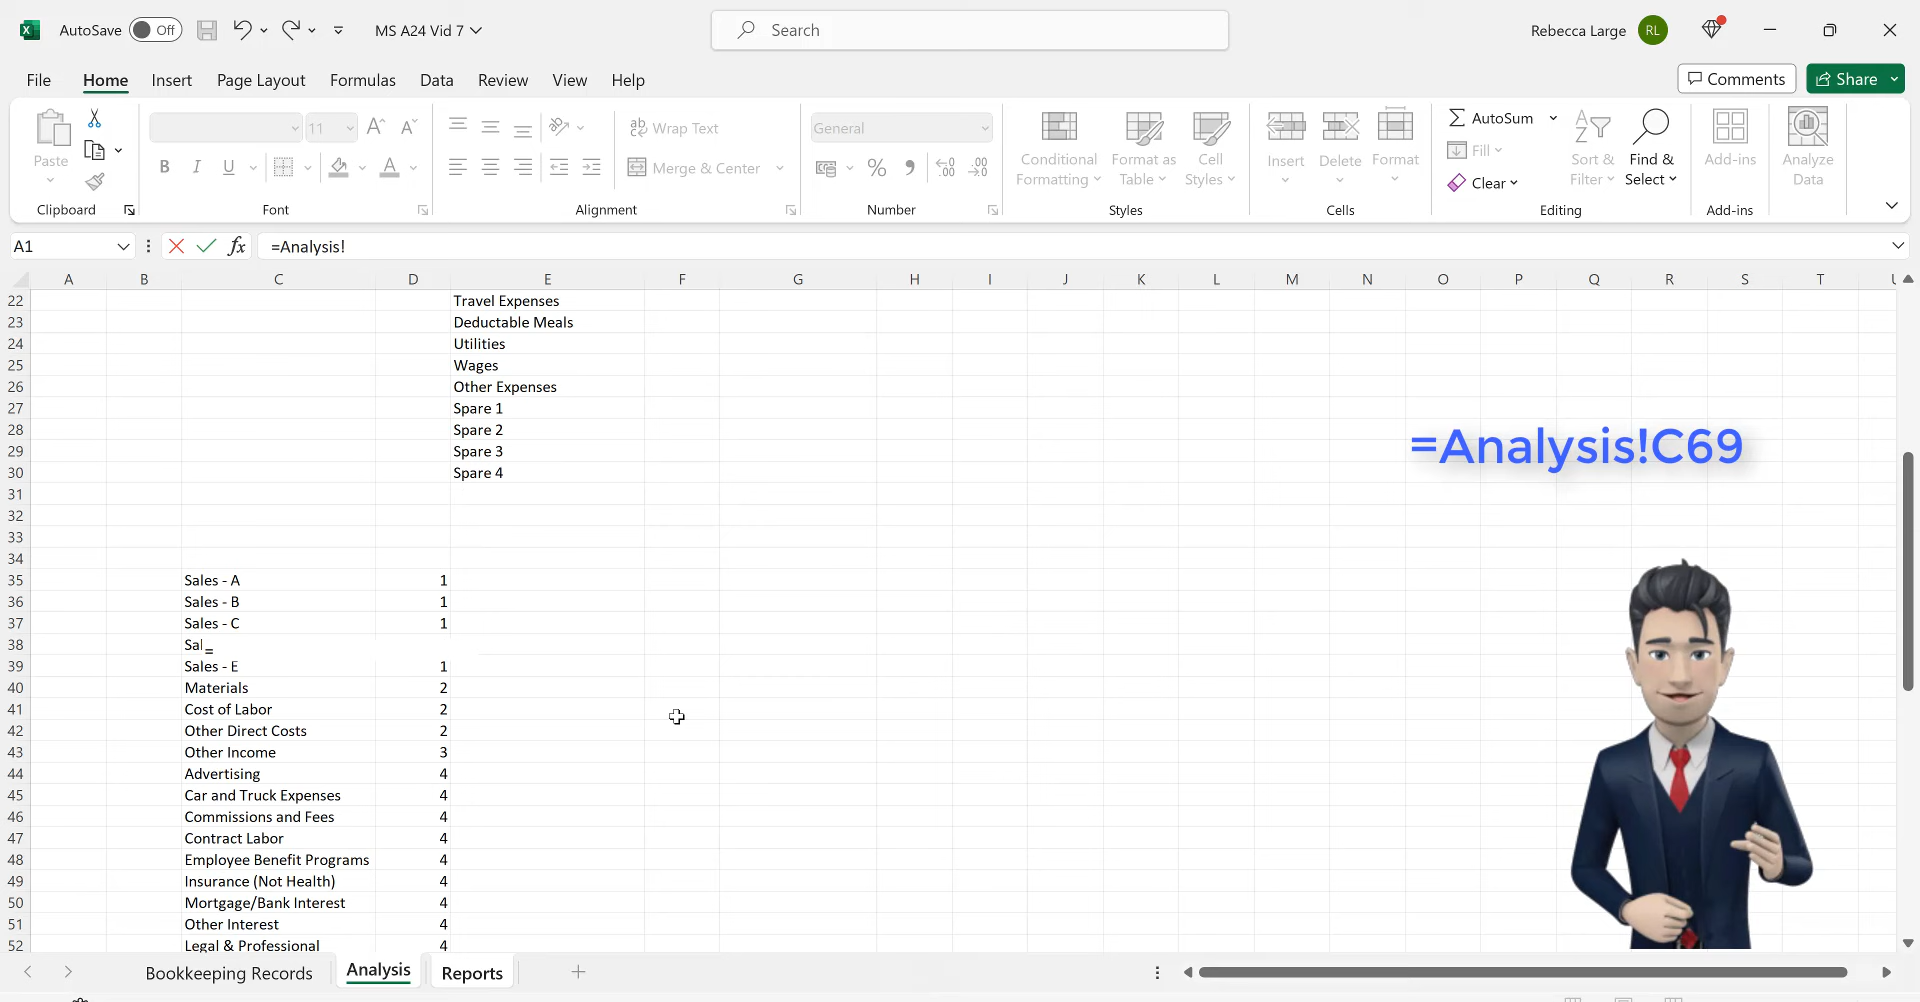 AutoSave Off MS A24 Vid 7 Search Rebecca Large RL
File Home Insert Page Layout Formulas Data Review View Help Comments Share
Paste
Clipboard
11
B I U A
Font
Wrap Text
Merge & Center
Alignment
General
Number
Conditional Formatting
Format as Table
Cell Styles
Styles
Insert
Delete
Format
Cells
AutoSum
Fill
Clear
Sort & Filter
Find & Select
Editing
Add-ins
Add-ins
Analyze Data
A1 fx =Analysis!
A B C D E F G H I J K L M N O P Q R S T
22 Travel Expenses
23 Deductable Meals
24 Utilities
25 Wages
26 Other Expenses
27 Spare 1
28 Spare 2
29 Spare 3
30 Spare 4
31
32
33
34
35 Sales - A 1
36 Sales - B 1
37 Sales - C 1
38 Sal =
39 Sales - E 1
40 Materials 2
41 Cost of Labor 2
42 Other Direct Costs 2
43 Other Income 3
44 Advertising 4
45 Car and Truck Expenses 4
46 Commissions and Fees 4
47 Contract Labor 4
48 Employee Benefit Programs 4
49 Insurance (Not Health) 4
50 Mortgage/Bank Interest 4
51 Other Interest 4
52 Legal & Professional 4
=Analysis!C69
Bookkeeping Records Analysis Reports